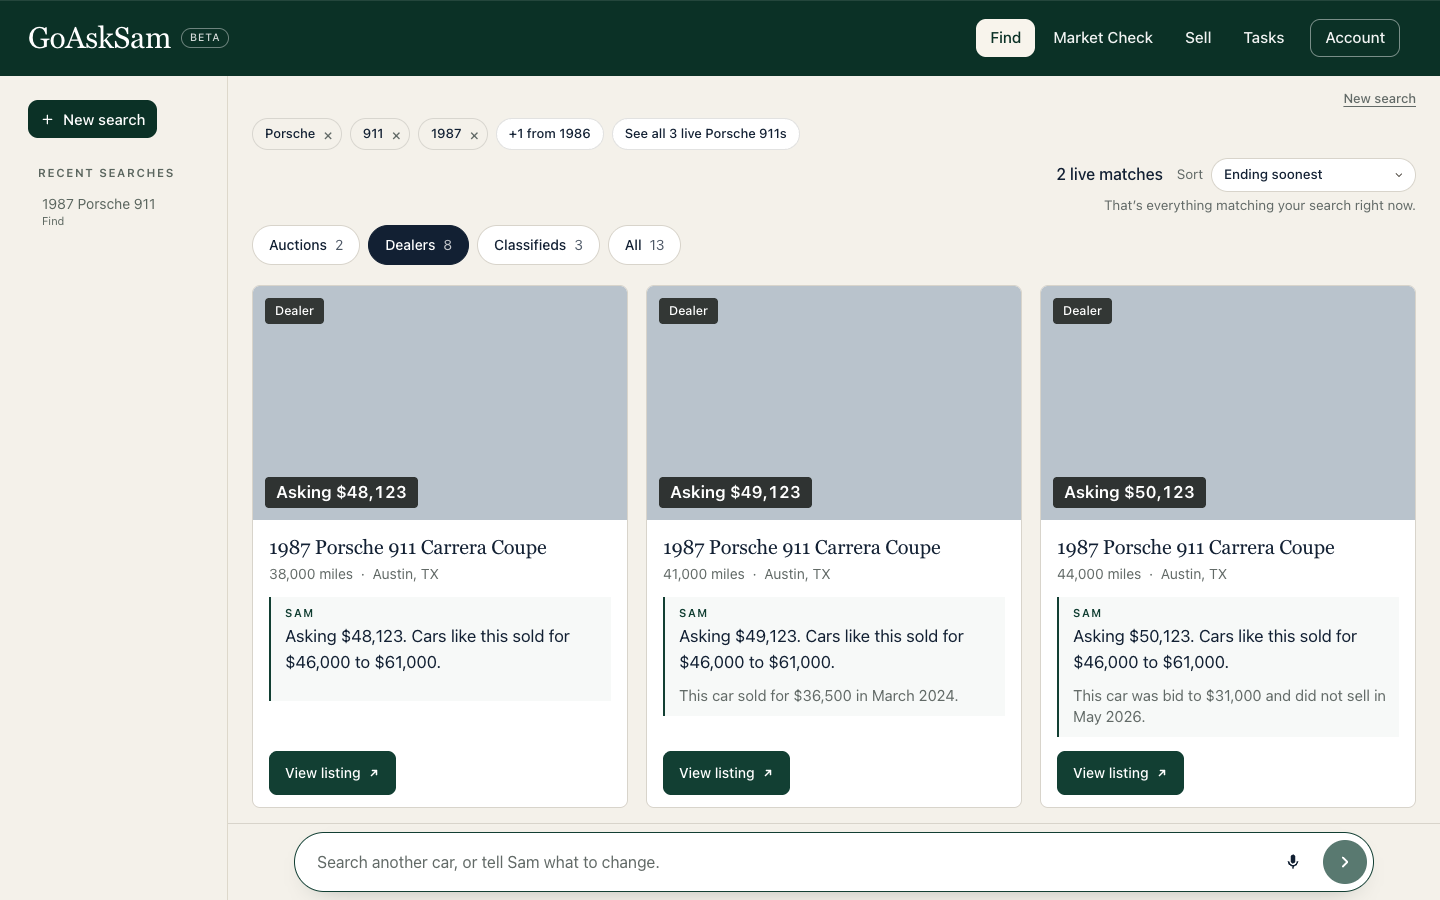 GoAskSam BETA
Find Market Check Sell Tasks Account
+ New search
RECENT SEARCHES
1987 Porsche 911
Find
New search
Porsche × 911 × 1987 × +1 from 1986 See all 3 live Porsche 911s
2 live matches Sort Ending soonest
That's everything matching your search right now.
Auctions 2 Dealers 8 Classifieds 3 All 13
Dealer
Asking $48,123
1987 Porsche 911 Carrera Coupe
38,000 miles · Austin, TX
SAM
Asking $48,123. Cars like this sold for
$46,000 to $61,000.
View listing
Dealer
Asking $49,123
1987 Porsche 911 Carrera Coupe
41,000 miles · Austin, TX
SAM
Asking $49,123. Cars like this sold for
$46,000 to $61,000.
This car sold for $36,500 in March 2024.
View listing
Dealer
Asking $50,123
1987 Porsche 911 Carrera Coupe
44,000 miles · Austin, TX
SAM
Asking $50,123. Cars like this sold for
$46,000 to $61,000.
This car was bid to $31,000 and did not sell in
May 2026.
View listing
Search another car, or tell Sam what to change.